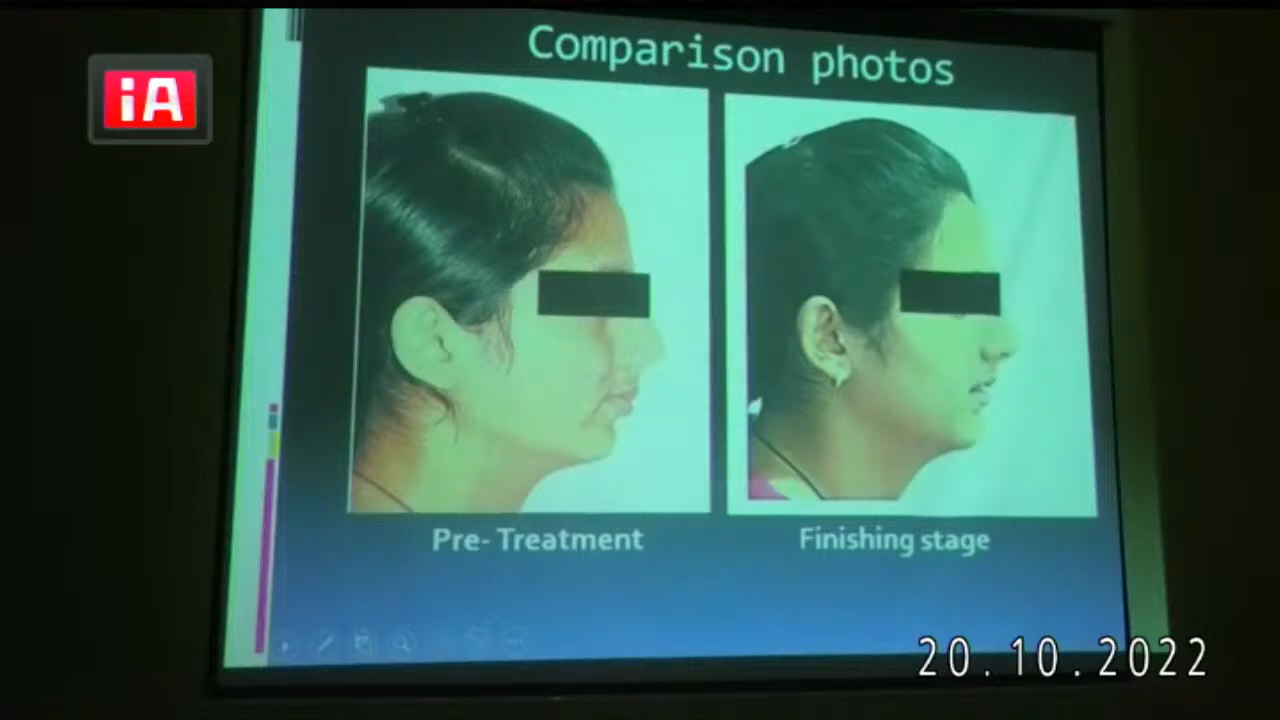 Comparison photos
iA
Pre- Treatment
Finishing stage
20.10.2022